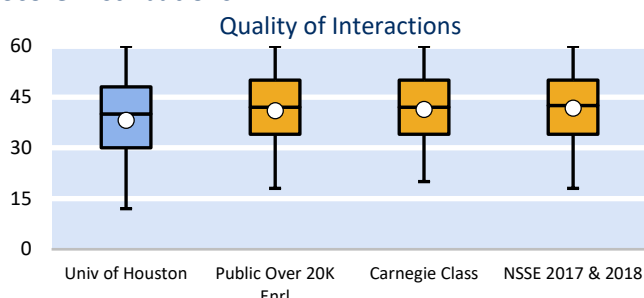 Quality of Interactions
60
45
30
15
0
Univ of Houston
Public Over 20K
Carnegie Class
NSSE 2017 & 2018